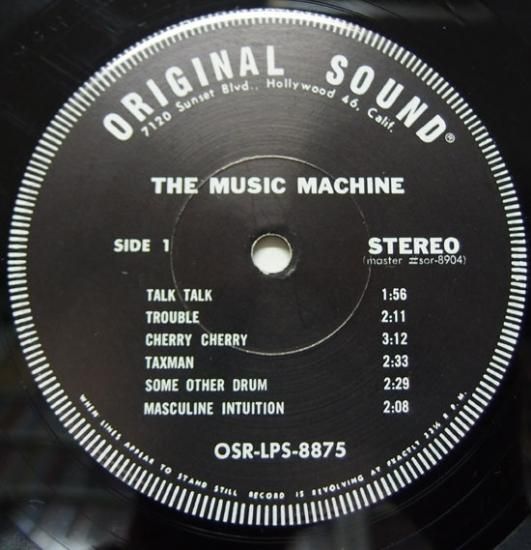 ORIGINAL SOUND®
7120 Sunset Blvd., Hollywood 46, Calif.
THE MUSIC MACHINE
SIDE 1
STEREO
(master #sor-8904)
TALK TALK 1:56
TROUBLE 2:11
CHERRY CHERRY 3:12
TAXMAN 2:33
SOME OTHER DRUM 2:29
MASCULINE INTUITION 2:08
OSR-LPS-8875
WHEN LINES APPEAR TO STAND STILL RECORD IS REVOLVING AT EXACTLY 33⅓ R.P.M.